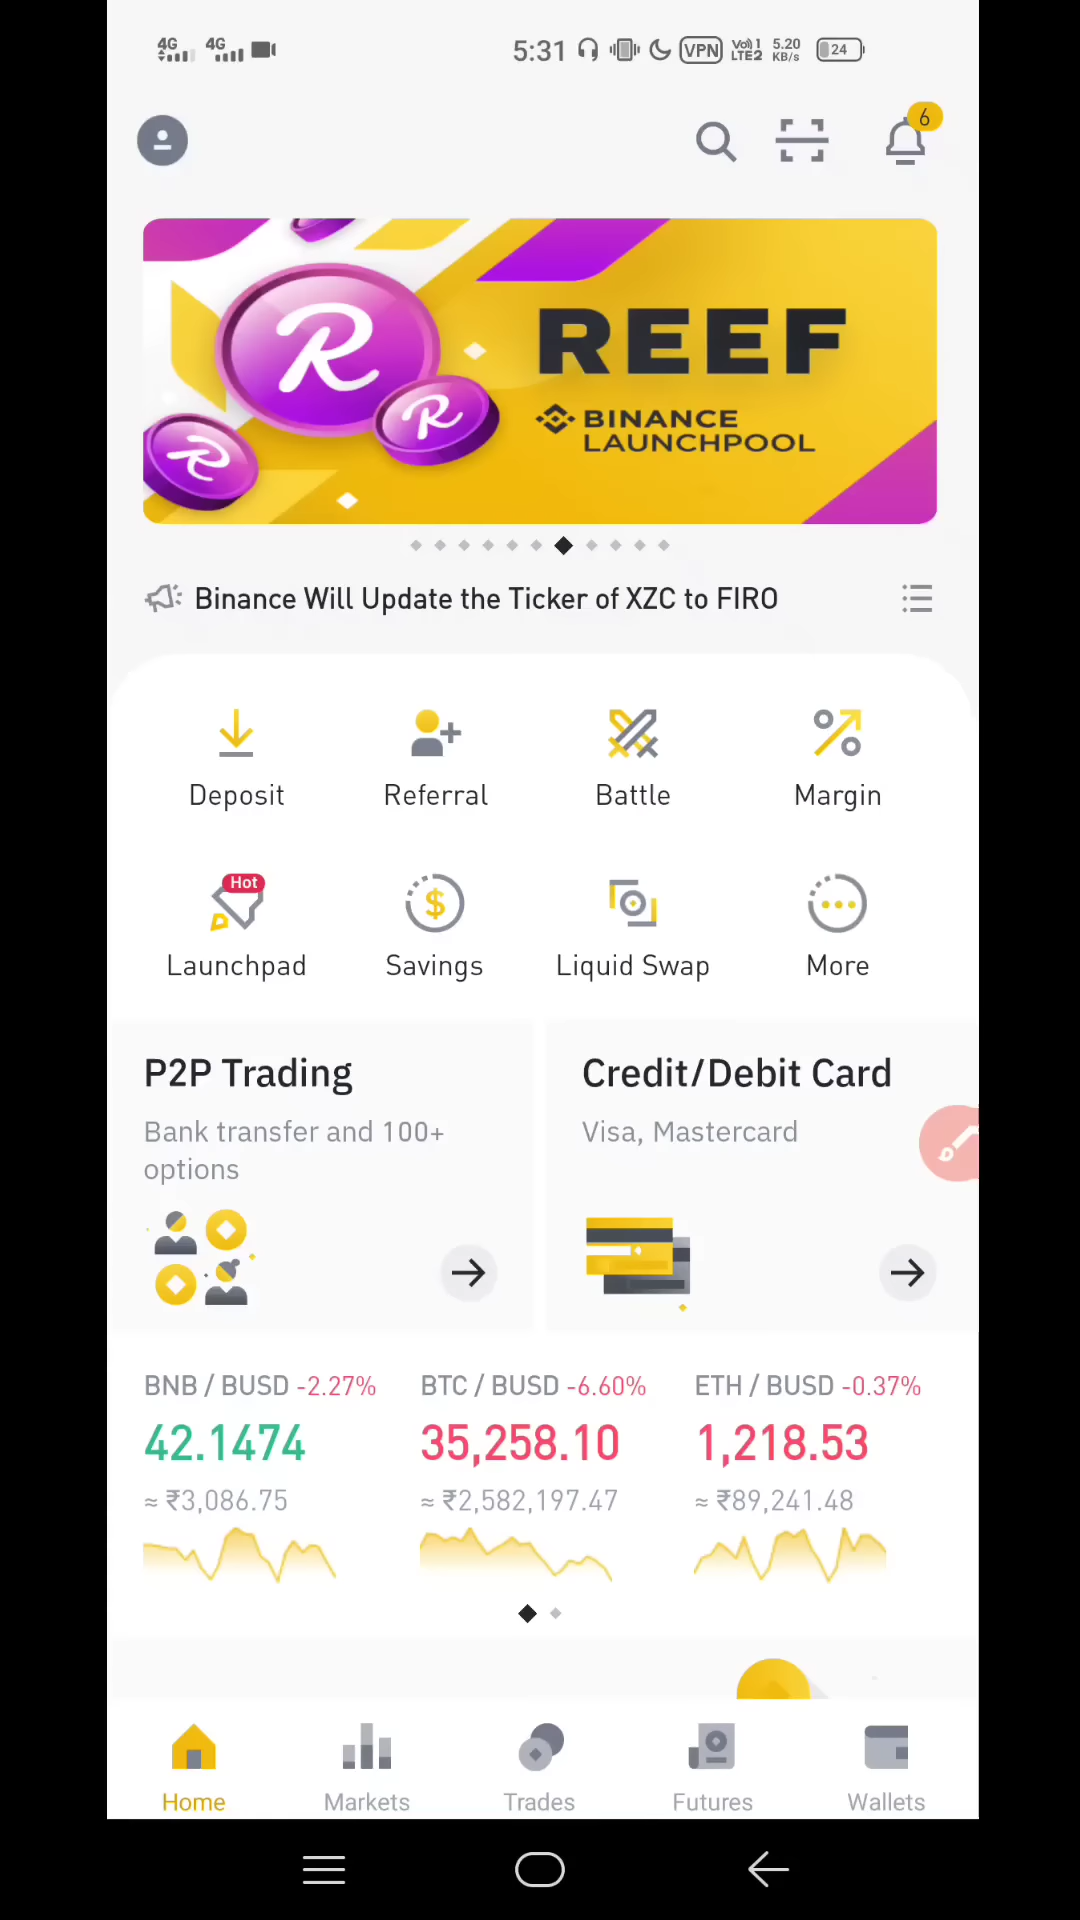 4G 4G 5:31 VPN Vo) 1 LTE2 5.20 KB/s 24
6
R
R
R
REEF
BINANCE
LAUNCHPOOL
Binance Will Update the Ticker of XZC to FIRO
Deposit Referral Battle Margin
Hot
Launchpad Savings Liquid Swap More
P2P Trading
Bank transfer and 100+
options
Credit/Debit Card
Visa, Mastercard
BNB / BUSD -2.27% BTC / BUSD -6.60% ETH / BUSD -0.37%
42.1474 35,258.10 1,218.53
≈ ₹3,086.75 ≈ ₹2,582,197.47 ≈ ₹89,241.48
Home Markets Trades Futures Wallets